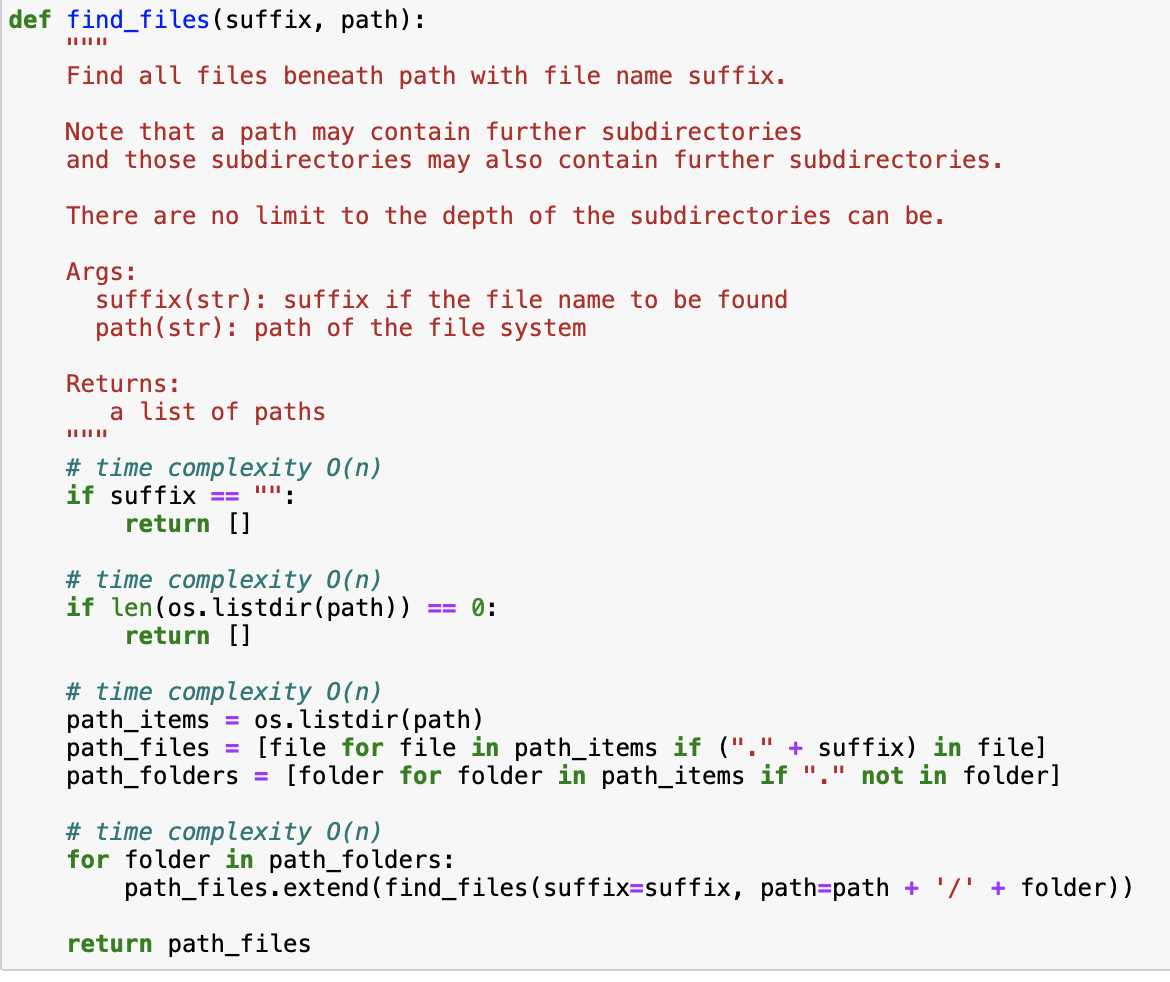 def find_files(suffix, path):
    """
    Find all files beneath path with file name suffix.

    Note that a path may contain further subdirectories
    and those subdirectories may also contain further subdirectories.

    There are no limit to the depth of the subdirectories can be.

    Args:
      suffix(str): suffix if the file name to be found
      path(str): path of the file system

    Returns:
       a list of paths
    """
    # time complexity O(n)
    if suffix == "":
        return []

    # time complexity O(n)
    if len(os.listdir(path)) == 0:
        return []

    # time complexity O(n)
    path_items = os.listdir(path)
    path_files = [file for file in path_items if ("." + suffix) in file]
    path_folders = [folder for folder in path_items if "." not in folder]

    # time complexity O(n)
    for folder in path_folders:
        path_files.extend(find_files(suffix=suffix, path=path + '/' + folder))

    return path_files